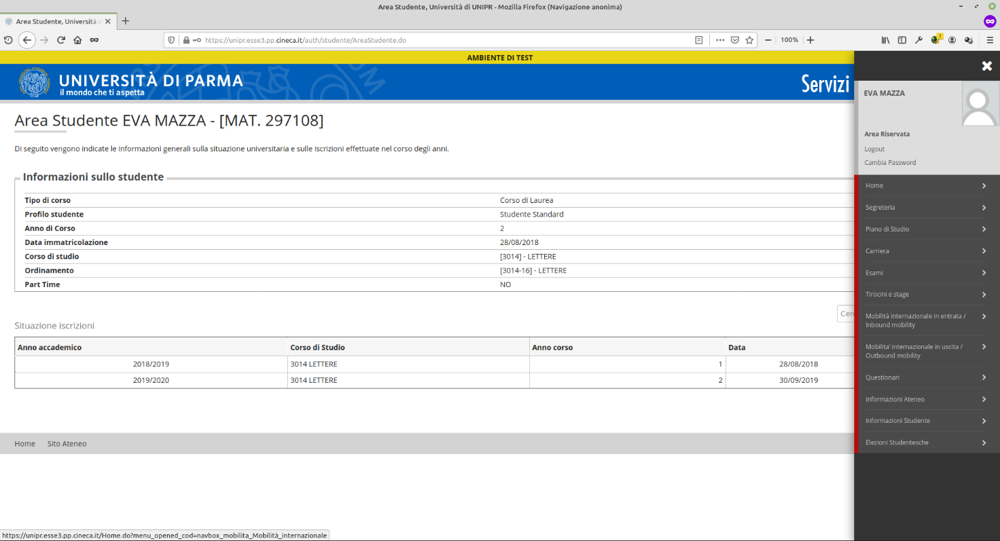 Area Studente, Università di UNIPR - Mozilla Firefox (Navigazione anonima)
Area Studente, Università d
https://unipr.esse3.pp.cineca.it/auth/studente/AreaStudente.do
100%
AMBIENTE DI TEST
UNIVERSITÀ DI PARMA
il mondo che ti aspetta
Servizi
Area Studente EVA MAZZA - [MAT. 297108]
Di seguito vengono indicate le informazioni generali sulla situazione universitaria e sulle iscrizioni effettuate nel corso degli anni.
Informazioni sullo studente
Tipo di corso Corso di Laurea
Profilo studente Studente Standard
Anno di Corso 2
Data immatricolazione 28/08/2018
Corso di studio [3014] - LETTERE
Ordinamento [3014-16] - LETTERE
Part Time NO
Cerc
Situazione iscrizioni
Anno accademico Corso di Studio Anno corso Data
2018/2019 3014 LETTERE 1 28/08/2018
2019/2020 3014 LETTERE 2 30/09/2019
Home Sito Ateneo
EVA MAZZA
Area Riservata
Logout
Cambia Password
Home
Segreteria
Piano di Studio
Carriera
Esami
Tirocini e stage
Mobilità internazionale in entrata /
Inbound mobility
Mobilita' internazionale in uscita /
Outbound mobility
Questionari
Informazioni Ateneo
Informazioni Studente
Elezioni Studentesche
https://unipr.esse3.pp.cineca.it/Home.do?menu_opened_cod=navbox_mobilita_Mobilità_internazionale